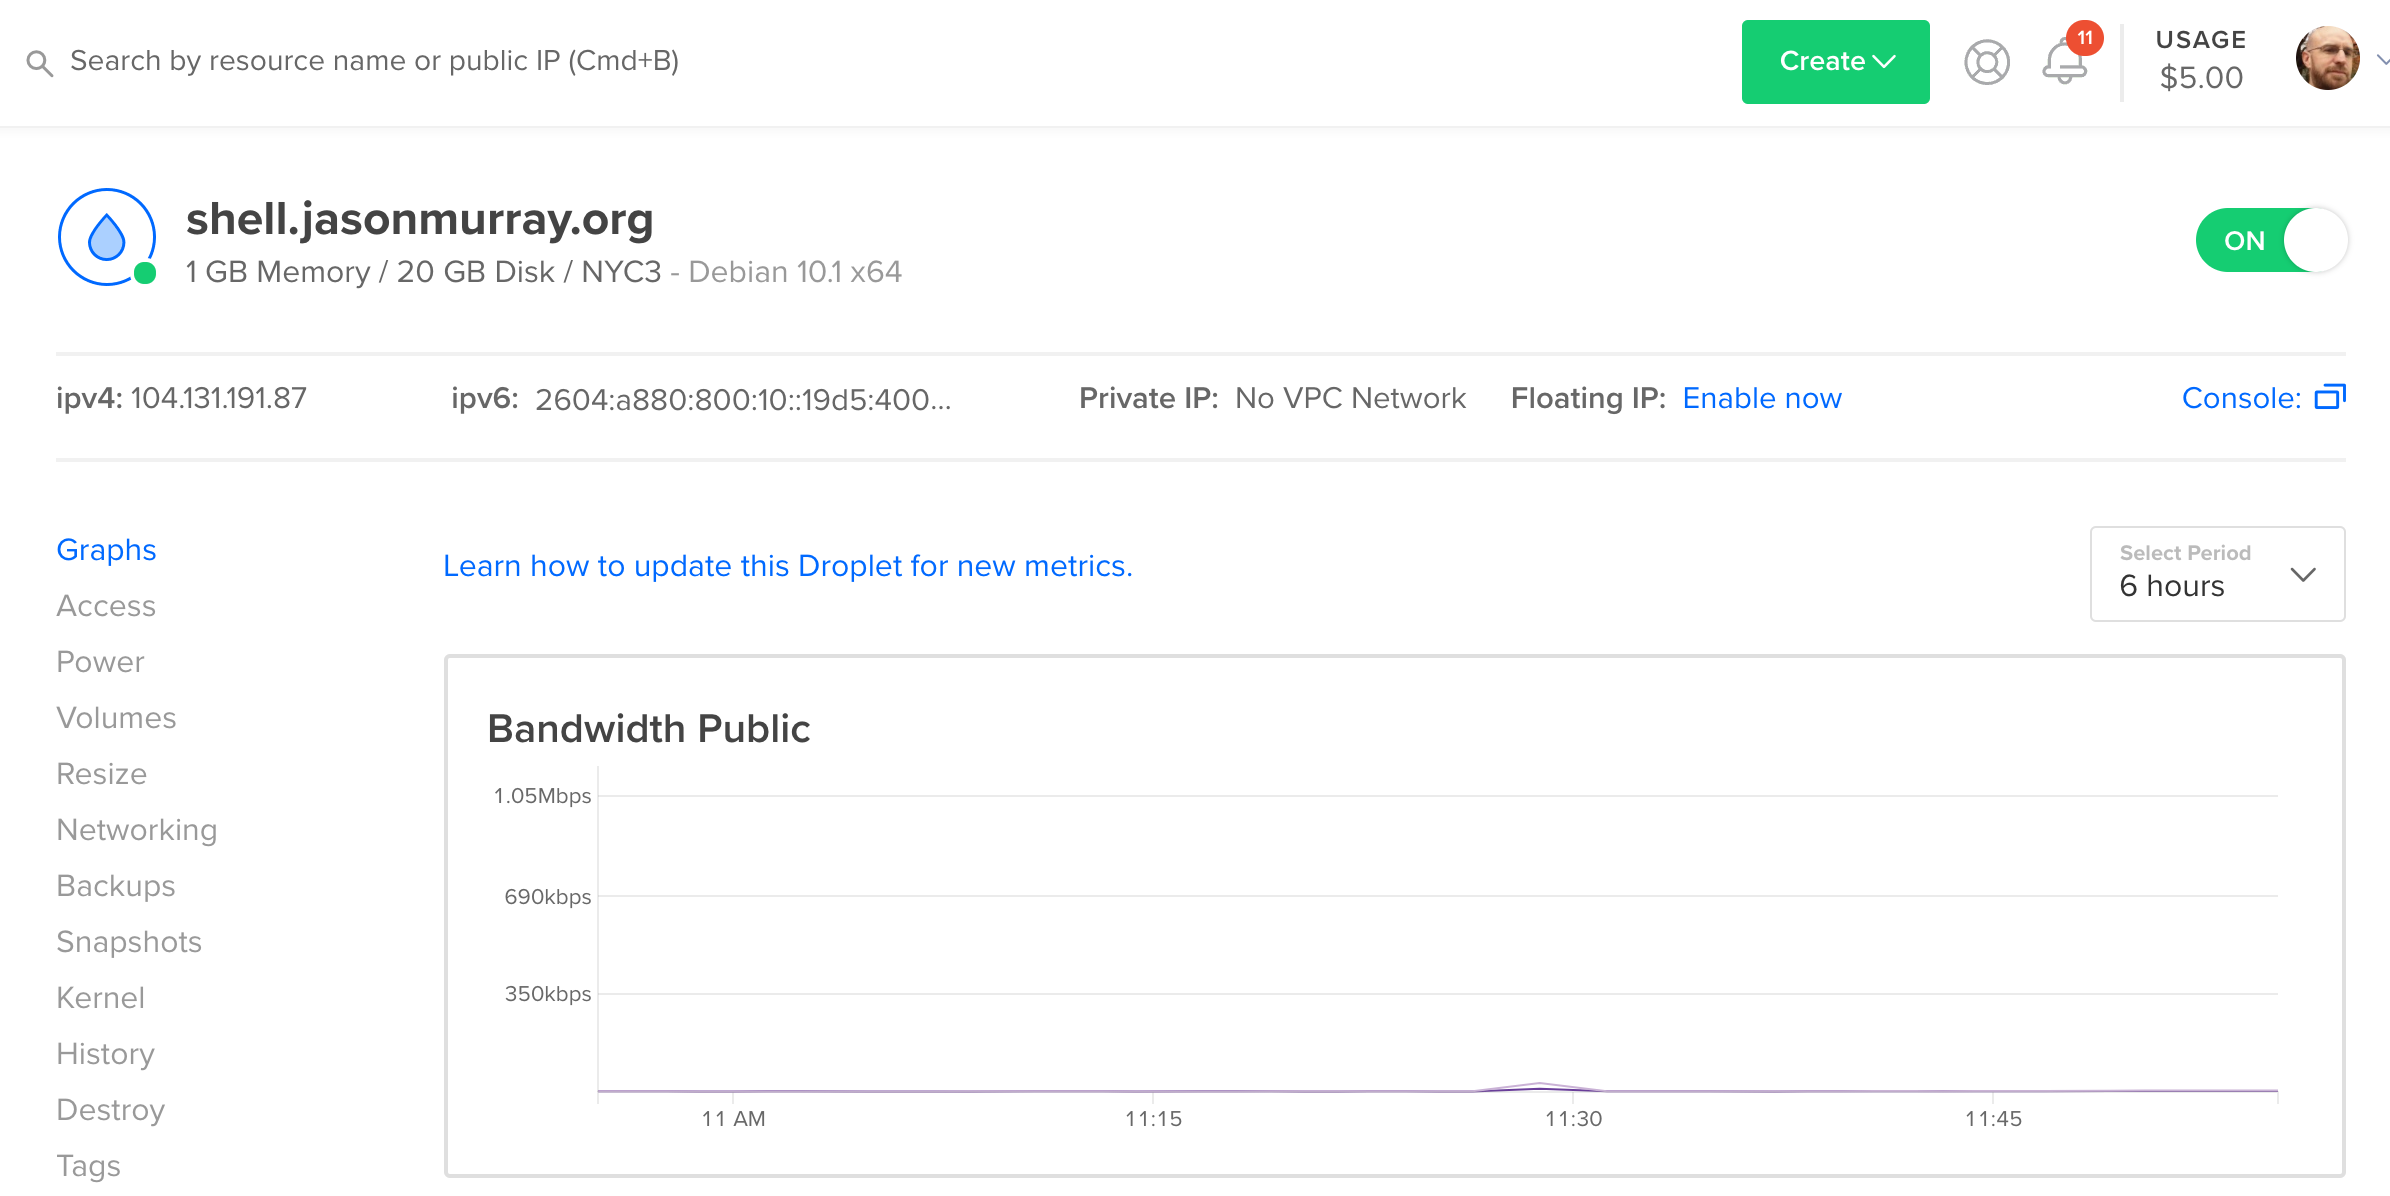 Search by resource name or public IP (Cmd+B)
Create
11
USAGE
$5.00
shell.jasonmurray.org
1 GB Memory / 20 GB Disk / NYC3 - Debian 10.1 x64
ON
ipv4: 104.131.191.87
ipv6: 2604:a880:800:10::19d5:400...
Private IP: No VPC Network
Floating IP: Enable now
Console:
Graphs
Access
Power
Volumes
Resize
Networking
Backups
Snapshots
Kernel
History
Destroy
Tags
Learn how to update this Droplet for new metrics.
Select Period
6 hours
Bandwidth Public
1.05Mbps
690kbps
350kbps
11 AM
11:15
11:30
11:45